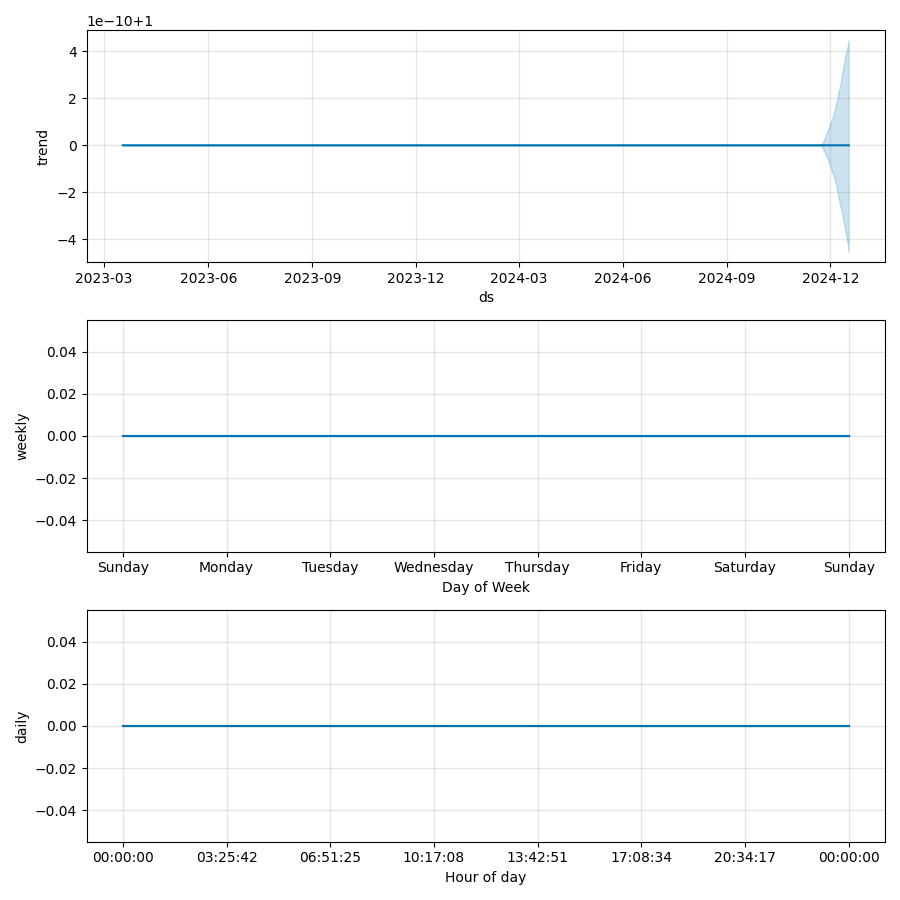 1e−10+1
4
2
0
−2
−4
trend
2023-03 2023-06 2023-09 2023-12 2024-03 2024-06 2024-09 2024-12
ds
0.04
0.02
0.00
−0.02
−0.04
weekly
Sunday Monday Tuesday Wednesday Thursday Friday Saturday Sunday
Day of Week
0.04
0.02
0.00
−0.02
−0.04
daily
00:00:00 03:25:42 06:51:25 10:17:08 13:42:51 17:08:34 20:34:17 00:00:00
Hour of day